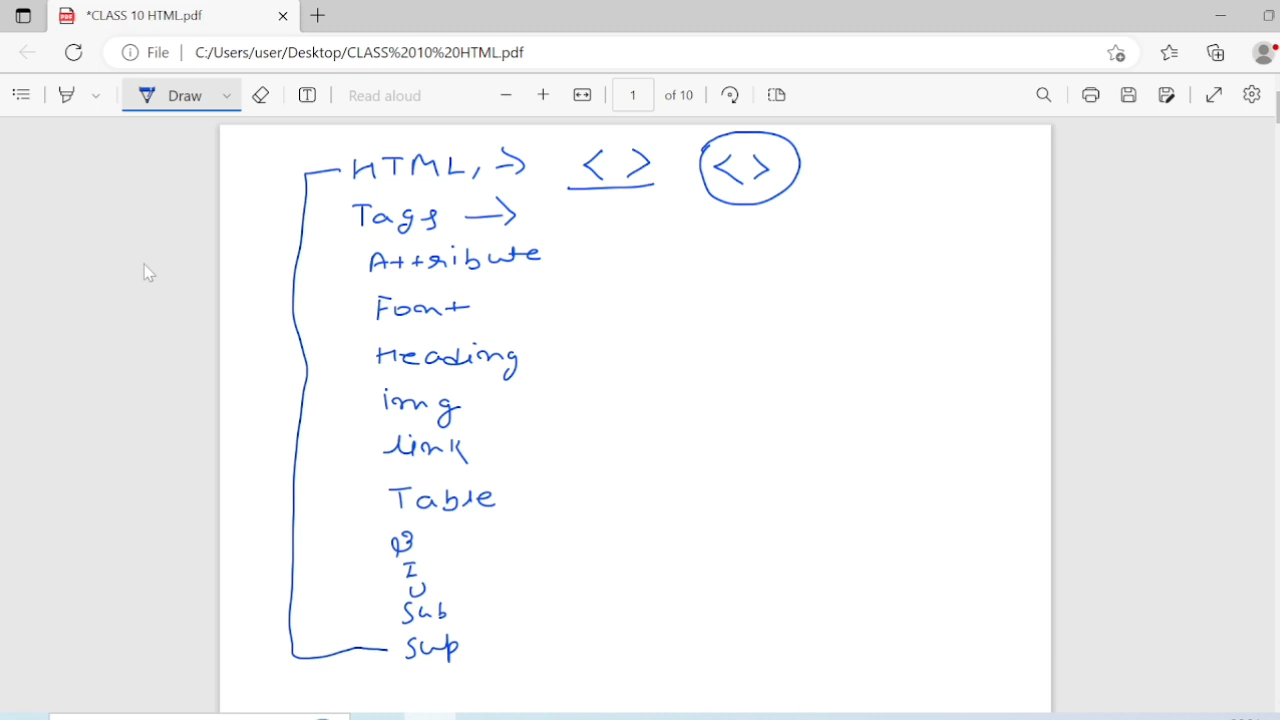 *CLASS 10 HTML.pdf
File | C:/Users/user/Desktop/CLASS%2010%20HTML.pdf
Draw Read aloud 1 of 10
HTML, → < > < >
Tags →
Attribute
Font
Heading
img
link
Table
B
I
U
Sub
Sup